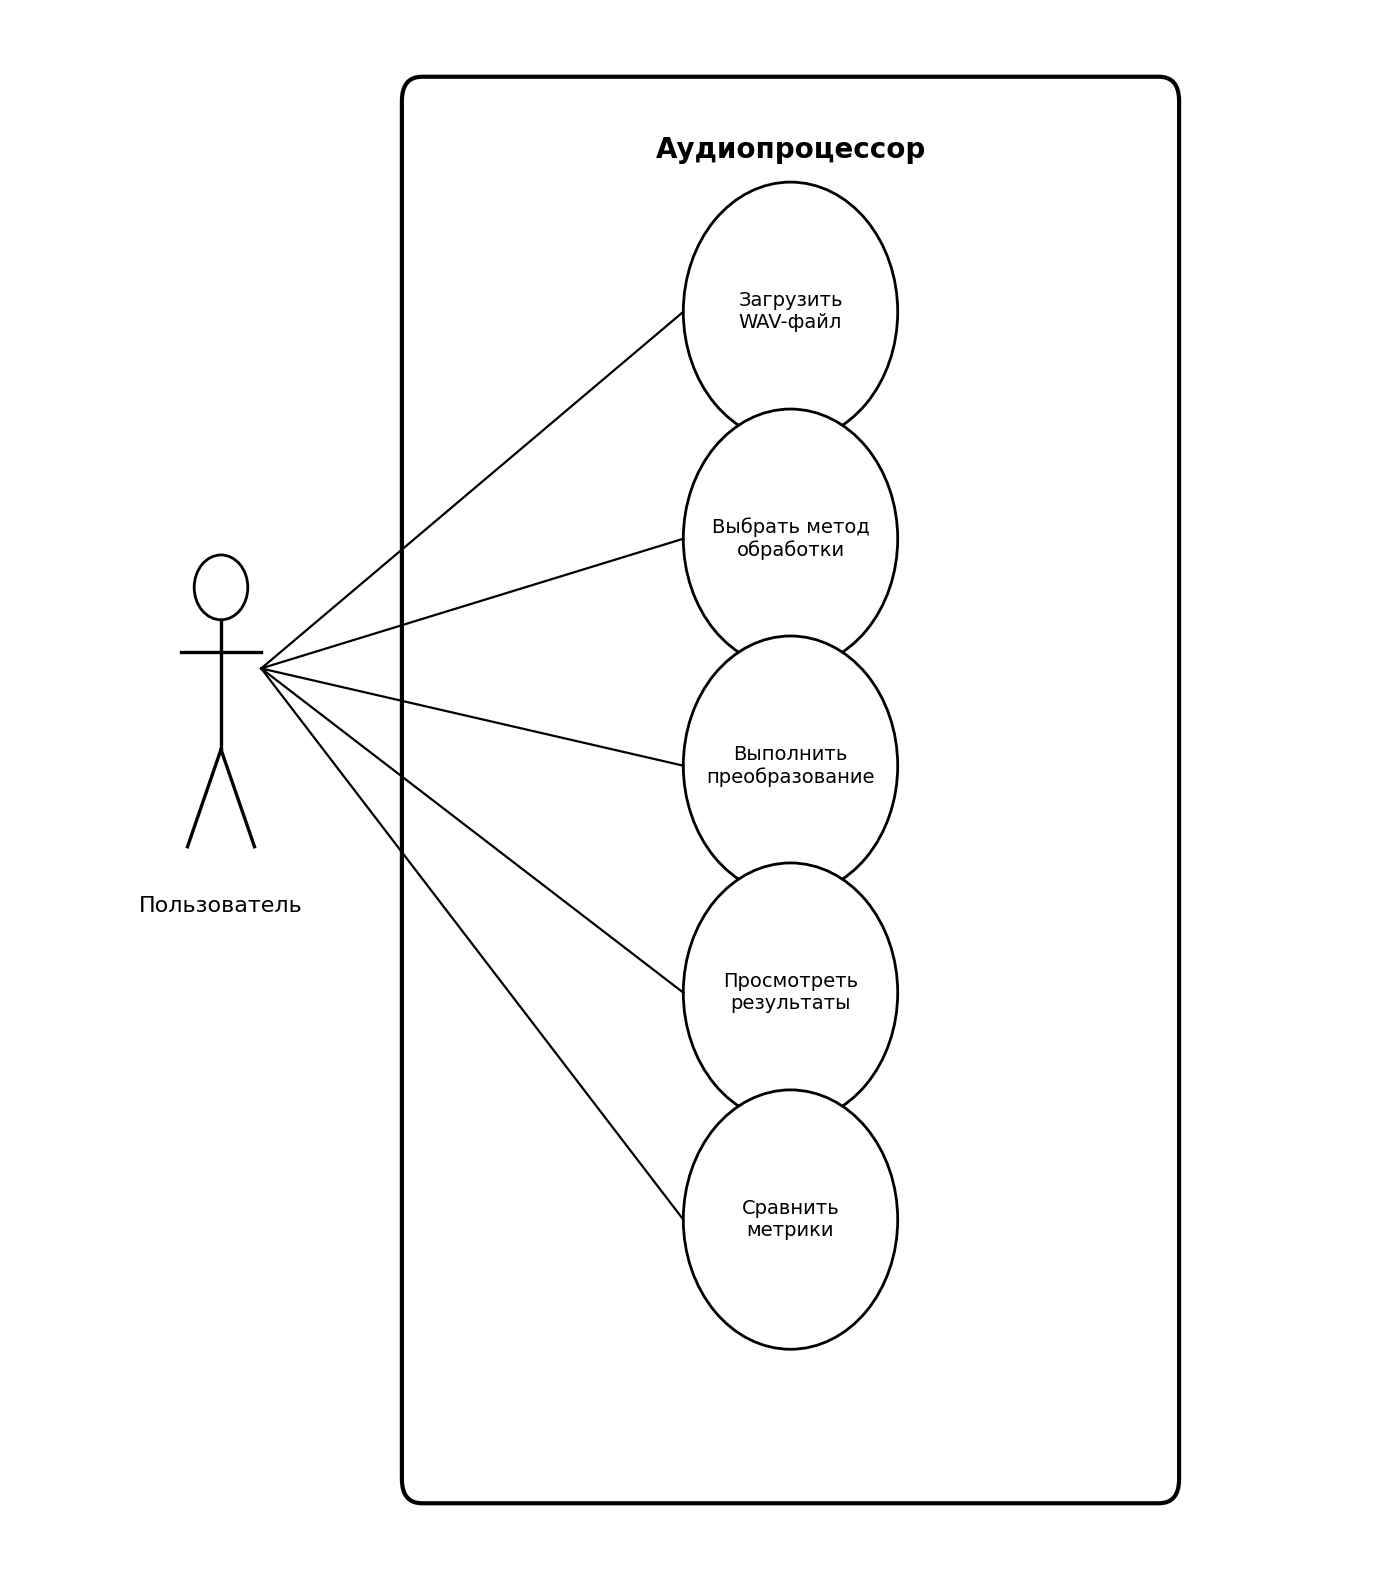 Аудиопроцессор
Загрузить
WAV-файл
Выбрать метод
обработки
Выполнить
преобразование
Просмотреть
результаты
Сравнить
метрики
Пользователь